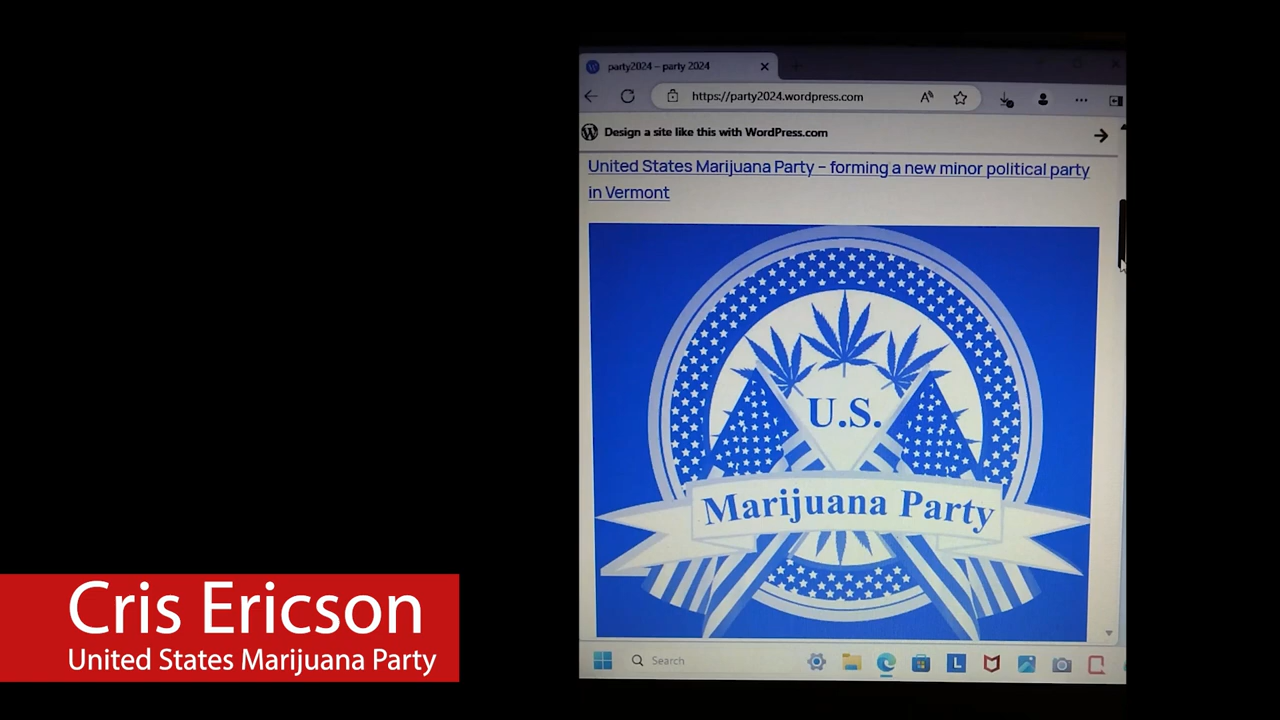 party2024 – party 2024
https://party2024.wordpress.com
Design a site like this with WordPress.com
United States Marijuana Party – forming a new minor political party
in Vermont
U.S.
Marijuana Party
Cris Ericson
United States Marijuana Party
Search